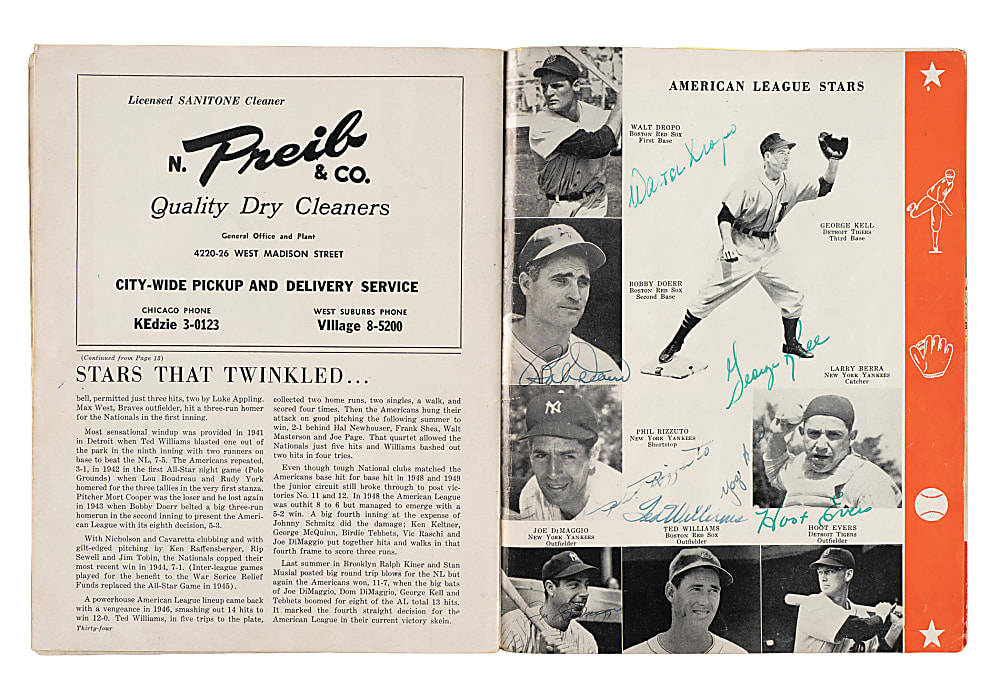 Licensed SANITONE Cleaner
N. Preib & CO.
Quality Dry Cleaners
General Office and Plant
4220-26 WEST MADISON STREET
CITY-WIDE PICKUP AND DELIVERY SERVICE
CHICAGO PHONE
KEdzie 3-0123
WEST SUBURBS PHONE
VIllage 8-5200
(Continued from Page 13)
STARS THAT TWINKLED...
bell, permitted just three hits, two by Luke Appling.
Max West, Braves outfielder, hit a three-run homer
for the Nationals in the first inning.
Most sensational windup was provided in 1941
in Detroit when Ted Williams blasted one out of
the park in the ninth inning with two runners on
base to beat the NL, 7-5. The Americans repeated,
3-1, in 1942 in the first All-Star night game (Polo
Grounds) when Lou Boudreau and Rudy York
homered for the three tallies in the very first stanza.
Pitcher Mort Cooper was the loser and he lost again
in 1943 when Bobby Doerr belted a big three-run
homerun in the second inning to present the Ameri-
can League with its eighth decision, 5-3.
With Nicholson and Cavaretta clubbing and with
gilt-edged pitching by Ken Raffensberger, Rip
Sewell and Jim Tobin, the Nationals copped their
most recent win in 1944, 7-1. (Inter-league games
played for the benefit to the War Serice Relief
Funds replaced the All-Star Game in 1945).
A powerhouse American League lineup came back
with a vengeance in 1946, smashing out 14 hits to
win 12-0. Ted Williams, in five trips to the plate,
Thirty-four
collected two home runs, two singles, a walk, and
scored four times. Then the Americans hung their
attack on good pitching the following summer to
win, 2-1 behind Hal Newhouser, Frank Shea, Walt
Masterson and Joe Page. That quartet allowed the
Nationals just five hits and Williams bashed out
two hits in four tries.
Even though tough National clubs matched the
Americans base hit for base hit in 1948 and 1949
the junior circuit still broke through to post vic-
tories No. 11 and 12. In 1948 the American League
was outhit 8 to 6 but managed to emerge with a
5-2 win. A big fourth inning at the expense of
Johnny Schmitz did the damage; Ken Keltner,
George McQuinn, Birdie Tebbets, Vic Raschi and
Joe DiMaggio put together hits and walks in that
fourth frame to score three runs.
Last summer in Brooklyn Ralph Kiner and Stan
Musial posted big round trip blows for the NL but
again the Americans won, 11-7, when the big bats
of Joe DiMaggio, Dom DiMaggio, George Kell and
Tebbets boomed for eight of the AL total 13 hits.
It marked the fourth straight decision for the
American League in their current victory skein.
AMERICAN LEAGUE STARS
WALT DROPO
BOSTON RED SOX
First Base
Walter Dropo
GEORGE KELL
DETROIT TIGERS
Third Base
BOBBY DOERR
BOSTON RED SOX
Second Base
George Kell
LARRY BERRA
NEW YORK YANKEES
Catcher
PHIL RIZZUTO
NEW YORK YANKEES
Shortstop
Rizzuto
Yogi
Ted Williams
Hoot Evers
JOE DiMAGGIO
NEW YORK YANKEES
Outfielder
TED WILLIAMS
BOSTON RED SOX
Outfielder
HOOT EVERS
DETROIT TIGERS
Outfielder